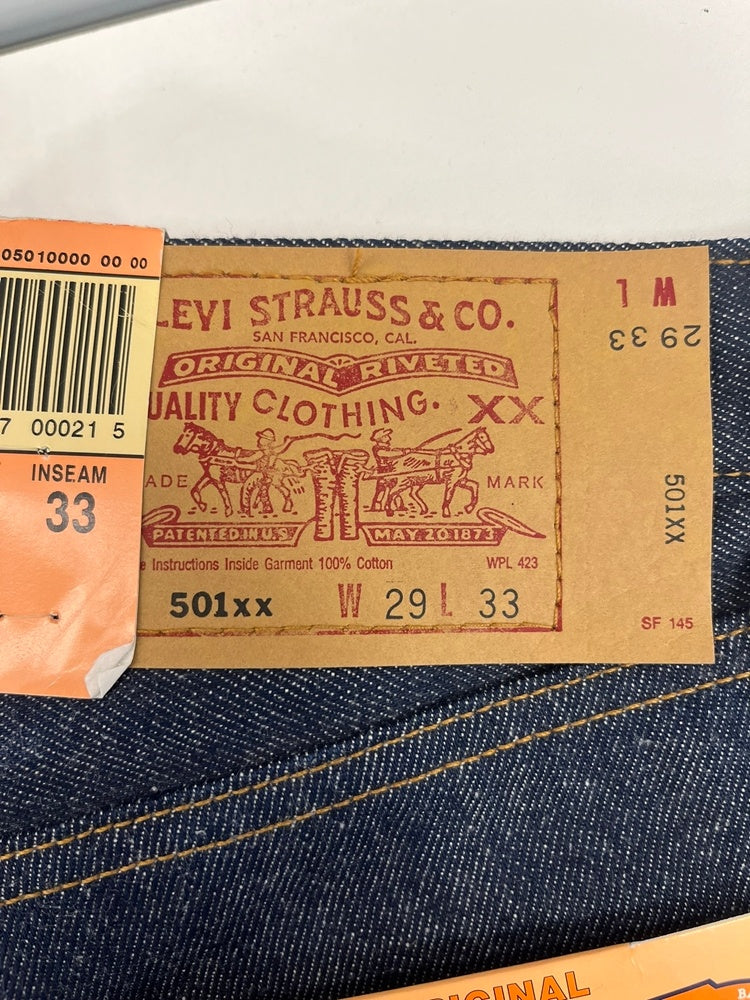 05010000 00 00
7 00021 5
INSEAM
33
LEVI STRAUSS & CO.
SAN FRANCISCO, CAL.
ORIGINAL RIVETED
UALITY CLOTHING. XX
ADE MARK
PATENTED IN U.S. MAY 20 1873
e Instructions Inside Garment 100% Cotton WPL 423
501xx W 29 L 33
W L
29 33
501XX
SF 145
IGINAL